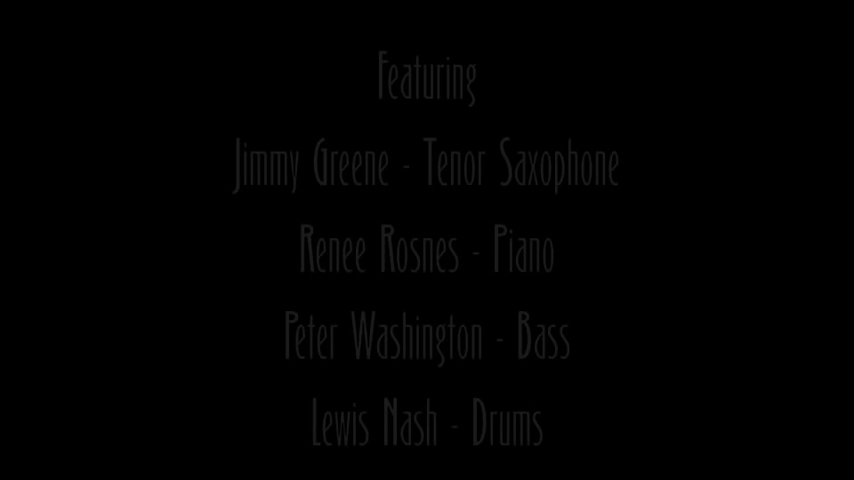 Featuring
Jimmy Greene - Tenor Saxophone
Renee Rosnes - Piano
Peter Washington - Bass
Lewis Nash - Drums